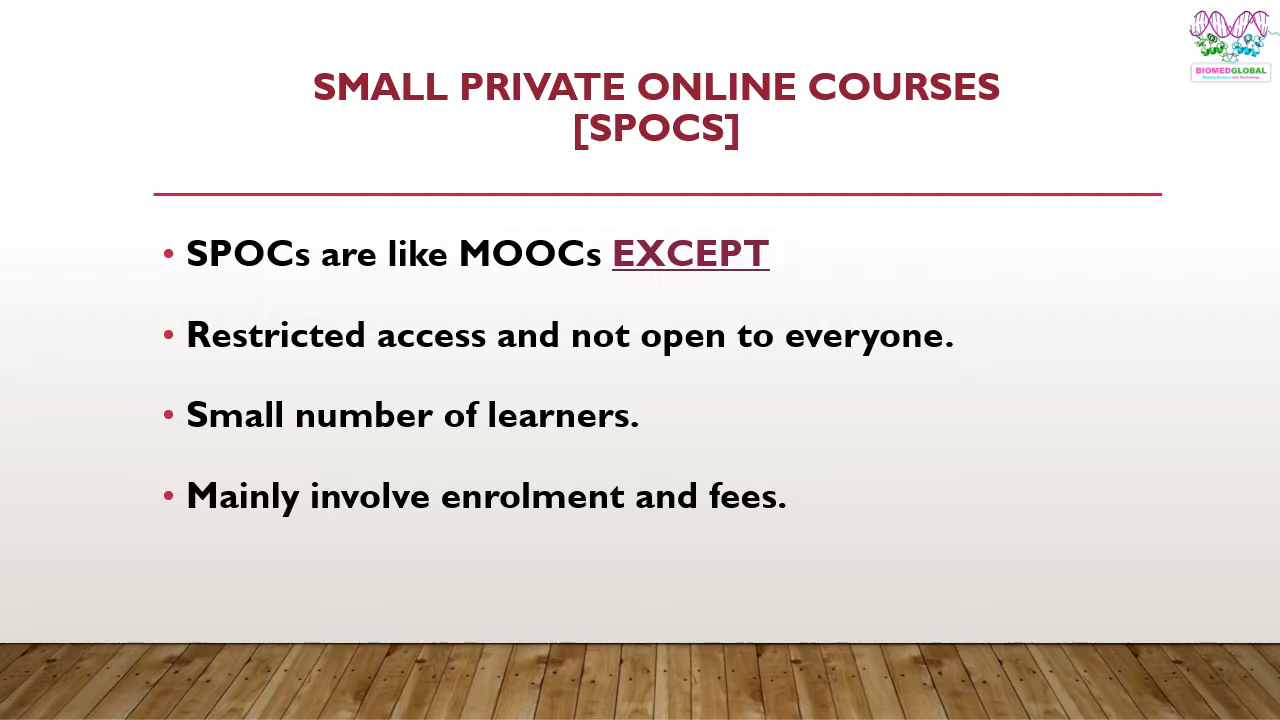 BIOMEDGLOBAL
SMALL PRIVATE ONLINE COURSES
[SPOCS]
• SPOCs are like MOOCs EXCEPT
• Restricted access and not open to everyone.
• Small number of learners.
• Mainly involve enrolment and fees.